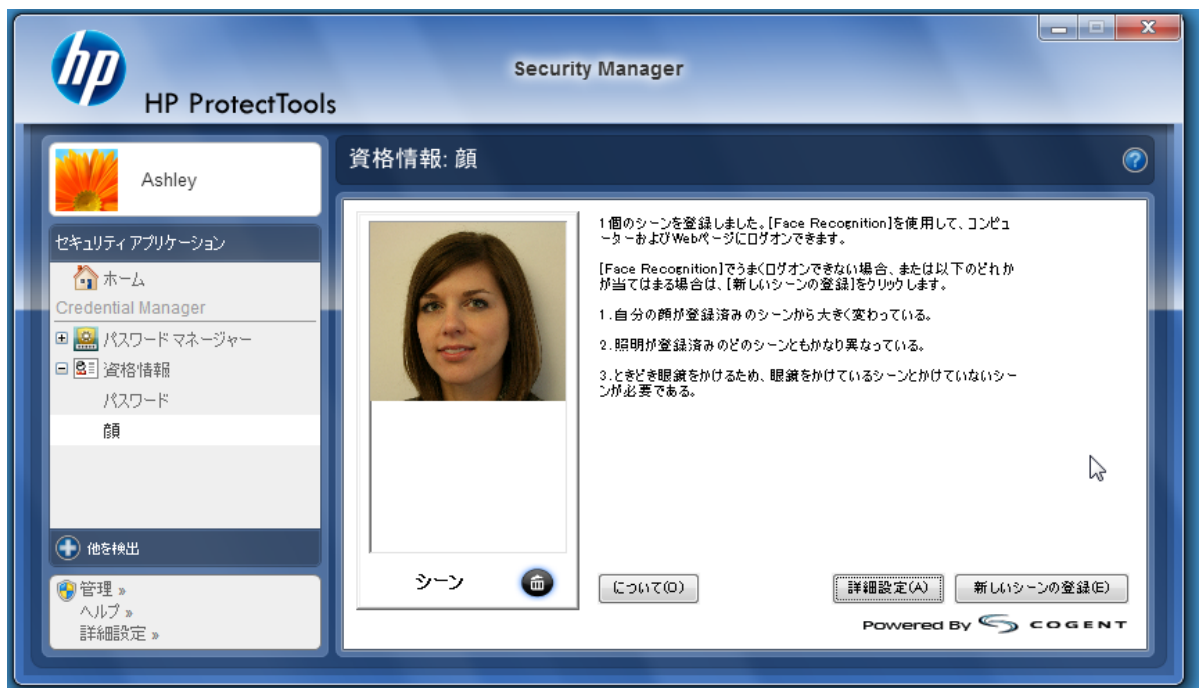 hp
HP ProtectTools
Security Manager
Ashley
資格情報: 顔
?
セキュリティ アプリケーション
ホーム
Credential Manager
パスワード マネージャー
資格情報
パスワード
顔
他を検出
管理 »
ヘルプ »
詳細設定 »
1個のシーンを登録しました。[Face Recognition]を使用して、コンピュ
ーターおよびWebページにログオンできます。
[Face Recognition]でうまくログオンできない場合、または以下のどれか
が当てはまる場合は、[新しいシーンの登録]をクリックします。
1.自分の顔が登録済みのシーンから大きく変わっている。
2.照明が登録済みのどのシーンともかなり異なっている。
3.ときどき眼鏡をかけるため、眼鏡をかけているシーンとかけていないシー
ンが必要である。
シーン
について(O)
詳細設定(A)
新しいシーンの登録(E)
Powered By COGENT